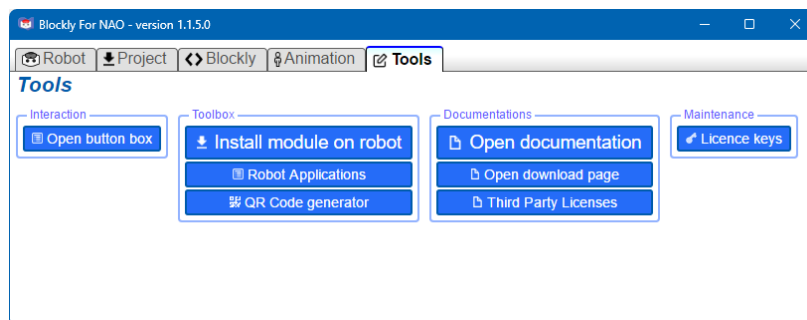 Blockly For NAO - version 1.1.5.0
Robot Project Blockly Animation Tools
Tools
Interaction
Open button box
Toolbox
Install module on robot
Robot Applications
QR Code generator
Documentations
Open documentation
Open download page
Third Party Licenses
Maintenance
Licence keys